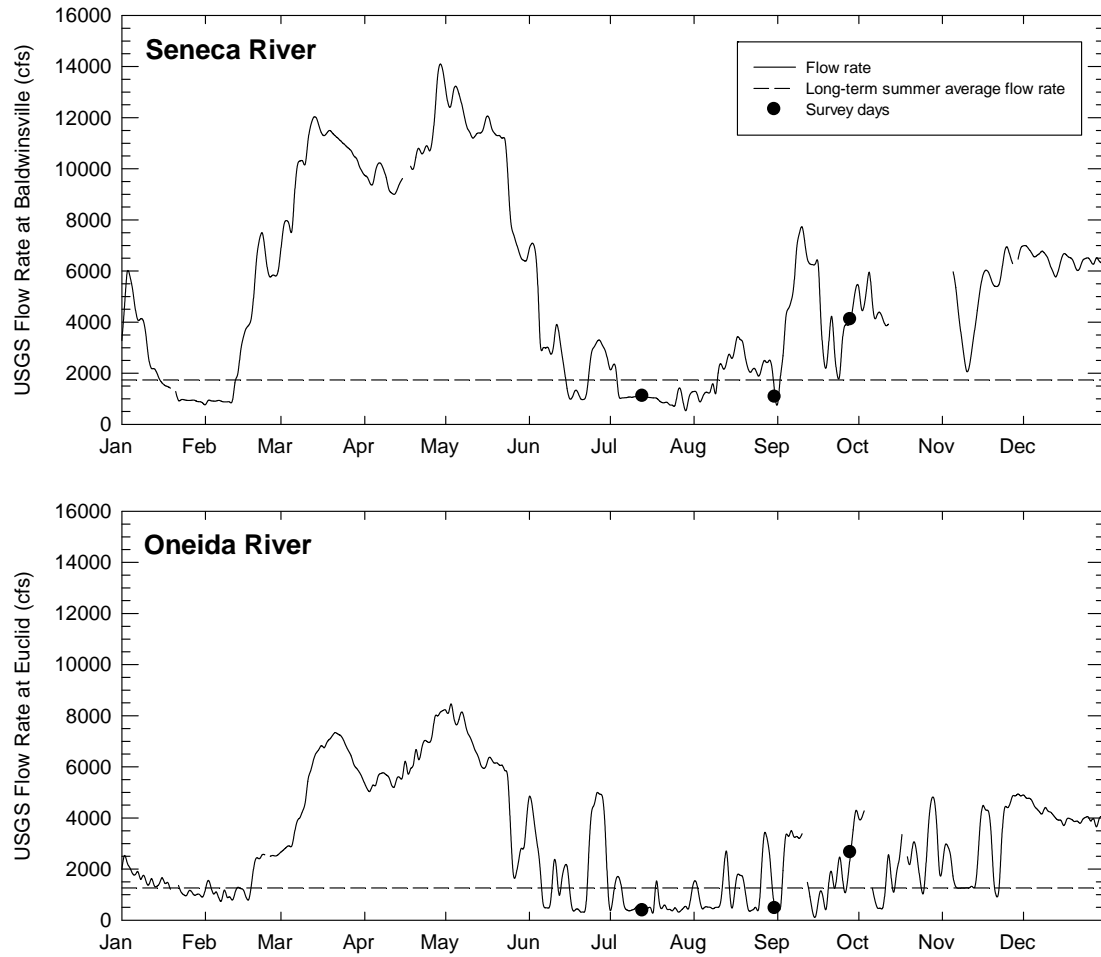 USGS Flow Rate at Baldwinsville (cfs)
16000
14000
12000
10000
8000
6000
4000
2000
0
Seneca River
Flow rate
Long-term summer average flow rate
Survey days
Jan Feb Mar Apr May Jun Jul Aug Sep Oct Nov Dec
USGS Flow Rate at Euclid (cfs)
16000
14000
12000
10000
8000
6000
4000
2000
0
Oneida River
Jan Feb Mar Apr May Jun Jul Aug Sep Oct Nov Dec